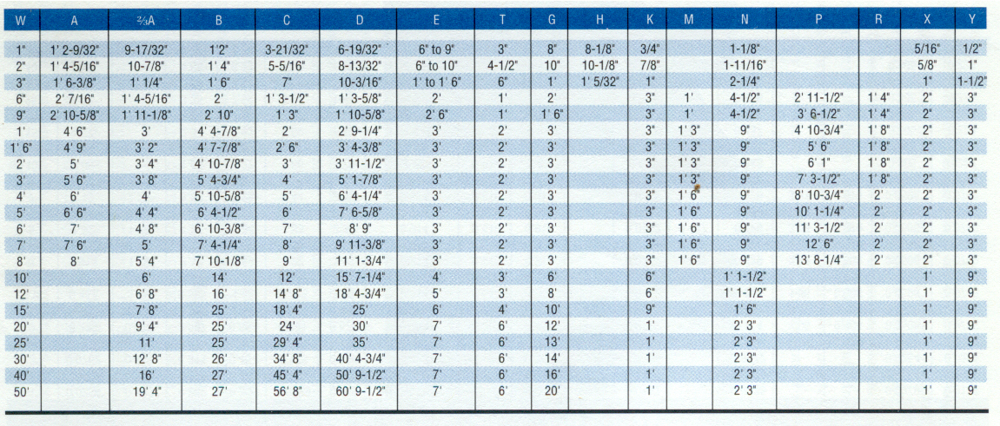 W A ⅔A B C D E T G H K M N P R X Y
1" 1' 2-9/32" 9-17/32" 1'2" 3-21/32" 6-19/32" 6" to 9" 3" 8" 8-1/8" 3/4" 1-1/8" 5/16" 1/2"
2" 1' 4-5/16" 10-7/8" 1' 4" 5-5/16" 8-13/32" 6" to 10" 4-1/2" 10" 10-1/8" 7/8" 1-11/16" 5/8" 1"
3" 1' 6-3/8" 1' 1/4" 1' 6" 7" 10-3/16" 1' to 1' 6" 6" 1' 1' 5/32" 1" 2-1/4" 1" 1-1/2"
6" 2' 7/16" 1' 4-5/16" 2' 1' 3-1/2" 1' 3-5/8" 2' 1' 2' 3" 1' 4-1/2" 2' 11-1/2" 1' 4" 2" 3"
9" 2' 10-5/8" 1' 11-1/8" 2' 10" 1' 3" 1' 10-5/8" 2' 6" 1' 1' 6" 3" 1' 4-1/2" 3' 6-1/2" 1' 4" 2" 3"
1' 4' 6" 3' 4' 4-7/8" 2' 2' 9-1/4" 3' 2' 3' 3" 1' 3" 9" 4' 10-3/4" 1' 8" 2" 3"
1' 6" 4' 9" 3' 2" 4' 7-7/8" 2' 6" 3' 4-3/8" 3' 2' 3' 3" 1' 3" 9" 5' 6" 1' 8" 2" 3"
2' 5' 3' 4" 4' 10-7/8" 3' 3' 11-1/2" 3' 2' 3' 3" 1' 3" 9" 6' 1" 1' 8" 2" 3"
3' 5' 6" 3' 8" 5' 4-3/4" 4' 5' 1-7/8" 3' 2' 3' 3" 1' 3" 9" 7' 3-1/2" 1' 8" 2" 3"
4' 6' 4' 5' 10-5/8" 5' 6' 4-1/4" 3' 2' 3' 3" 1' 6" 9" 8' 10-3/4" 2' 2" 3"
5' 6' 6" 4' 4" 6' 4-1/2" 6' 7' 6-5/8" 3' 2' 3' 3" 1' 6" 9" 10' 1-1/4" 2' 2" 3"
6' 7' 4' 8" 6' 10-3/8" 7' 8' 9" 3' 2' 3' 3" 1' 6" 9" 11' 3-1/2" 2' 2" 3"
7' 7' 6" 5' 7' 4-1/4" 8' 9' 11-3/8" 3' 2' 3' 3" 1' 6" 9" 12' 6" 2' 2" 3"
8' 8' 5' 4" 7' 10-1/8" 9' 11' 1-3/4" 3' 2' 3' 3" 1' 6" 9" 13' 8-1/4" 2' 2" 3"
10' 6' 14' 12' 15' 7-1/4" 4' 3' 6' 6" 1' 1-1/2" 1' 9"
12' 6' 8" 16' 14' 8" 18' 4-3/4” 5' 3' 8' 6" 1' 1-1/2" 1' 9"
15' 7' 8" 25' 18' 4" 25' 6' 4' 10' 9" 1' 6" 1' 9"
20' 9' 4" 25' 24' 30' 7' 6' 12' 1' 2' 3" 1' 9"
25' 11' 25' 29' 4" 35' 7' 6' 13' 1' 2' 3" 1' 9"
30' 12' 8" 26' 34' 8" 40' 4-3/4" 7' 6' 14' 1' 2' 3" 1' 9"
40' 16' 27' 45' 4" 50' 9-1/2" 7' 6' 16' 1' 2' 3" 1' 9"
50' 19' 4" 27' 56' 8" 60' 9-1/2" 7' 6' 20' 1' 2' 3" 1' 9"